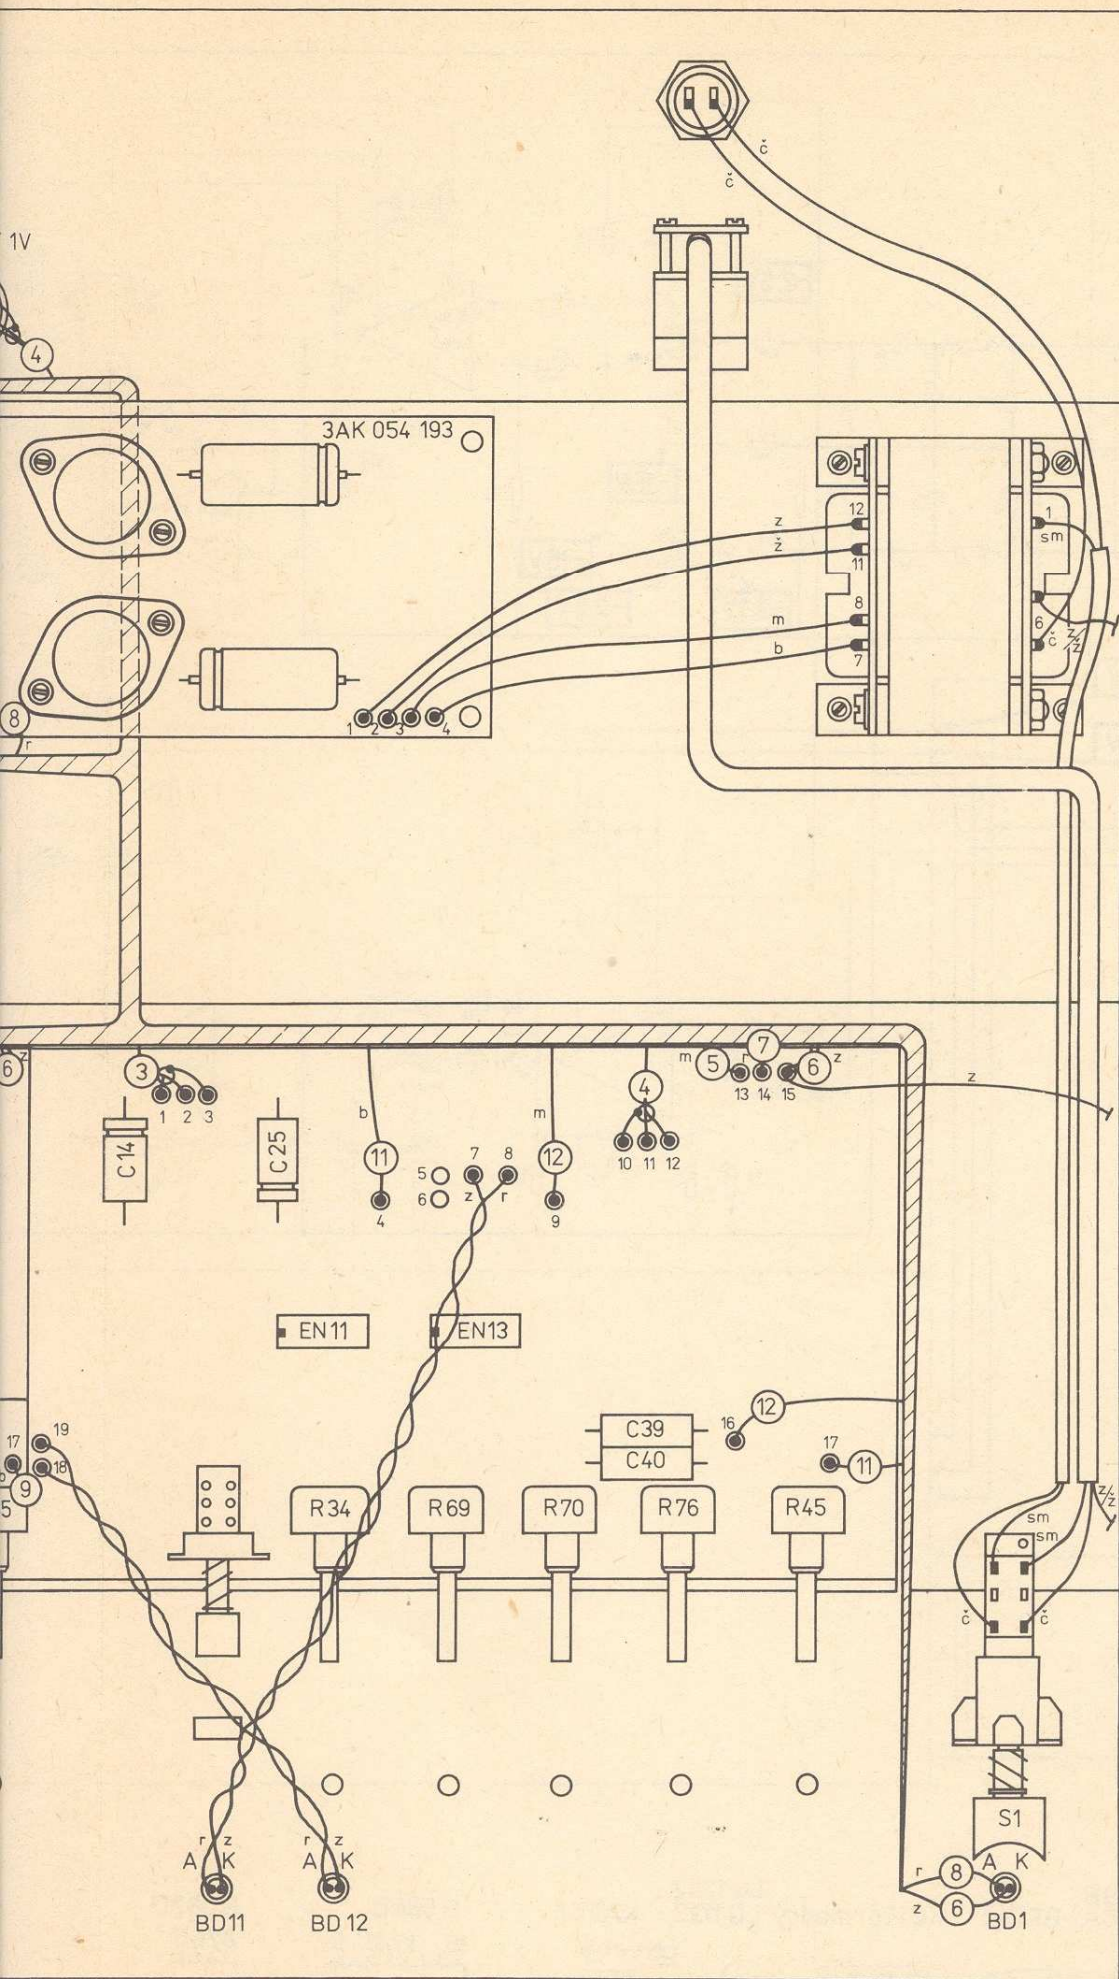 č
č
1V
4
3AK 054 193
12
z
1
sm
ž
11
8
m
6
č
z/ž
b
7
8
r
1
2
3
4
6
z
3
1
2
3
C14
C25
b
11
4
5
6
7
8
z
r
m
12
9
4
10
11
12
m
5
r
7
6
z
13
14
15
z
EN11
EN13
19
17
18
b
9
5
C39
C40
16
12
17
11
R34
R69
R70
R76
R45
z/ž
sm
sm
č
č
S1
r
z
A
K
BD11
r
z
A
K
BD12
r
8
A
K
z
6
BD1